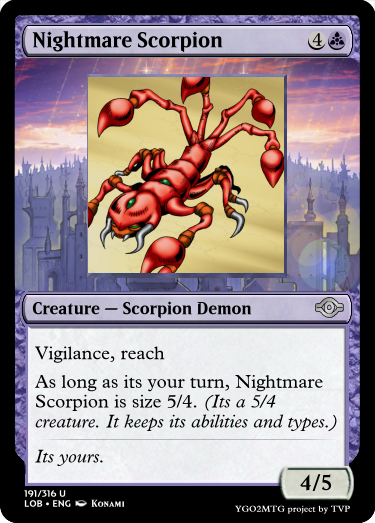 Nightmare Scorpion 4
Creature — Scorpion Demon
Vigilance, reach
As long as its your turn, Nightmare
Scorpion is size 5/4. (Its a 5/4
creature. It keeps its abilities and types.)
Its yours.
4/5
191/316 U
LOB • ENG Konami
YGO2MTG project by TVP